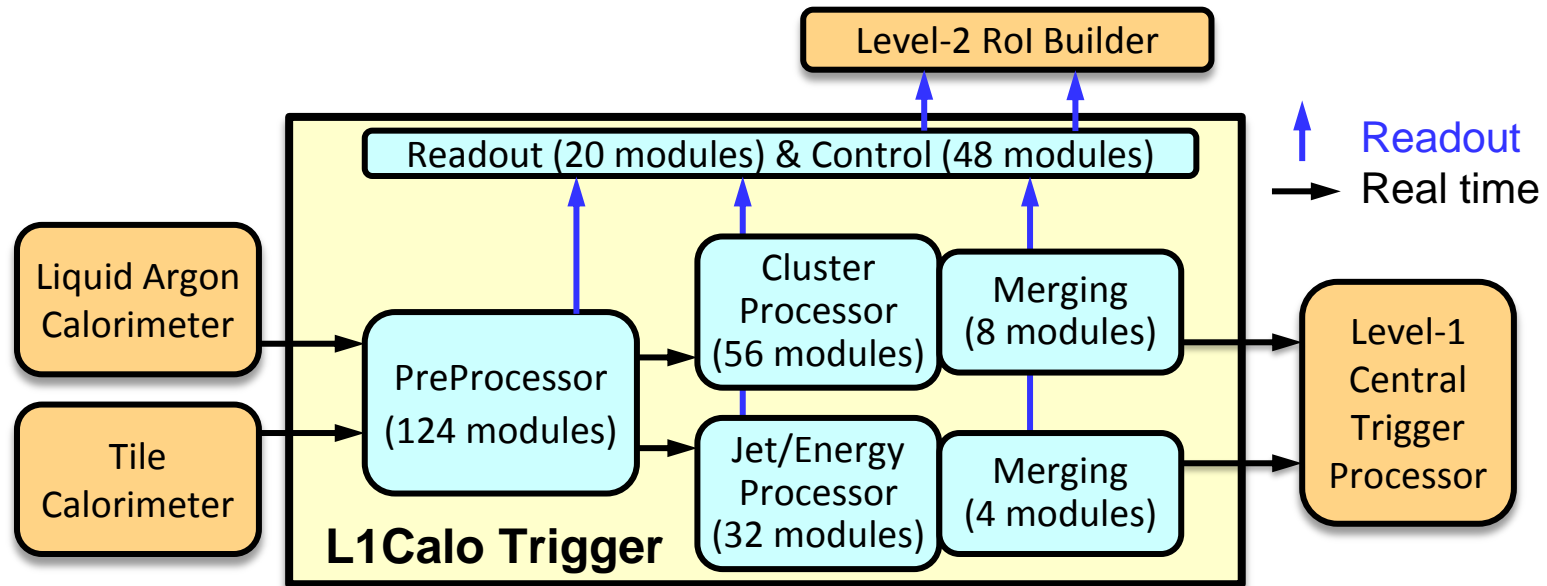 Level-2 RoI Builder
Readout (20 modules) & Control (48 modules)
Readout
Real time
Liquid Argon
Calorimeter
Tile
Calorimeter
PreProcessor
(124 modules)
Cluster
Processor
(56 modules)
Merging
(8 modules)
Jet/Energy
Processor
(32 modules)
Merging
(4 modules)
Level-1
Central
Trigger
Processor
L1Calo Trigger